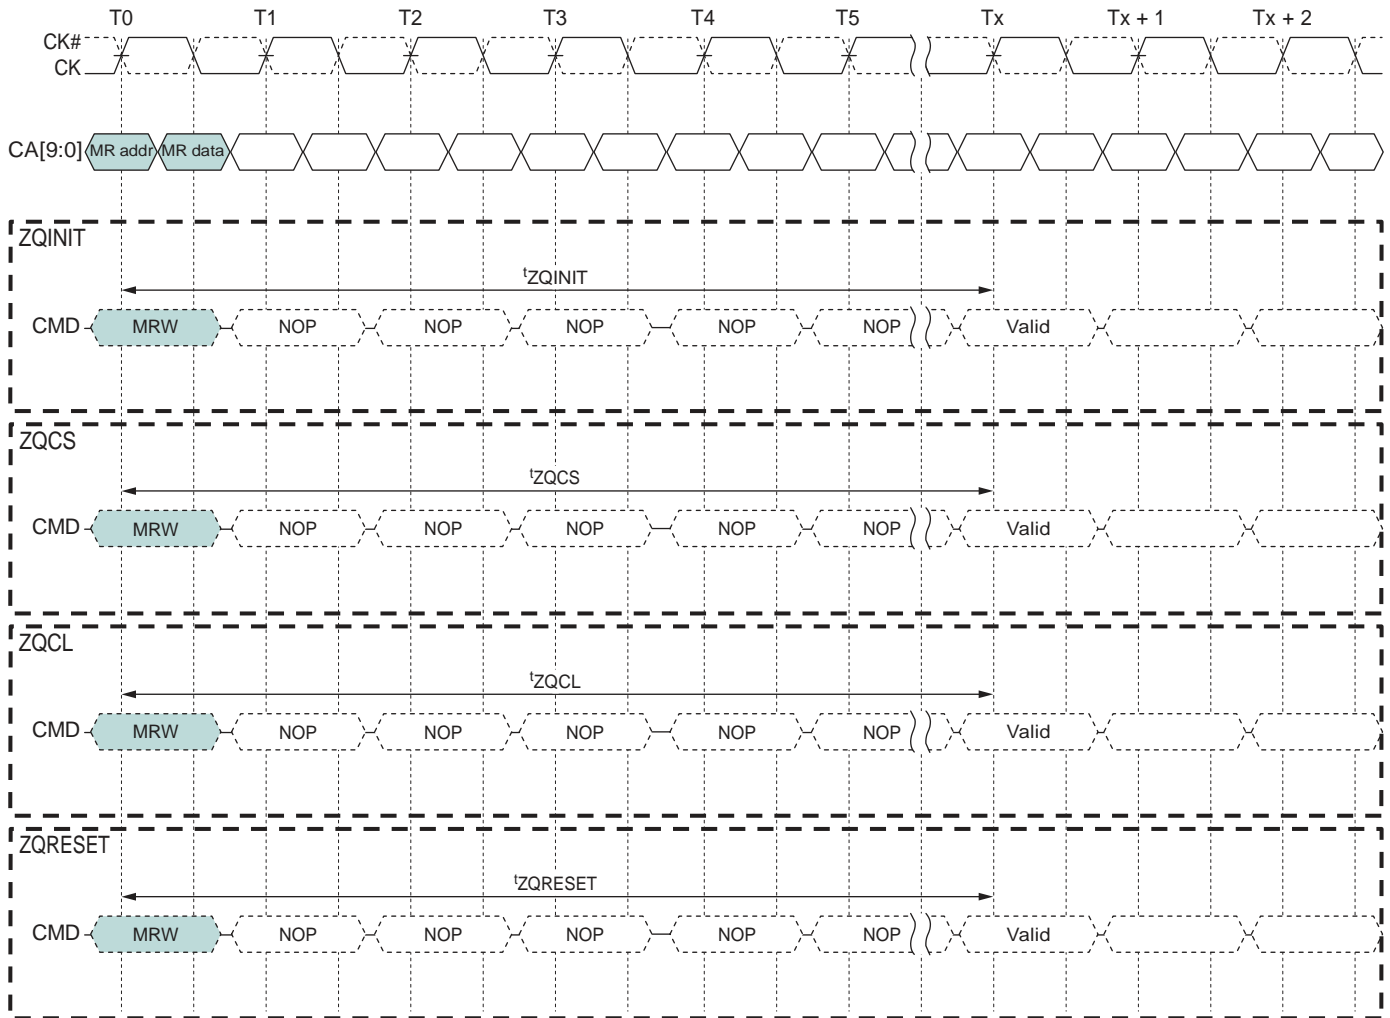 T0 T1 T2 T3 T4 T5 Tx Tx + 1 Tx + 2
CK#
CK
CA[9:0] MR addr MR data
ZQINIT
tZQINIT
CMD MRW NOP NOP NOP NOP NOP Valid
ZQCS
tZQCS
CMD MRW NOP NOP NOP NOP NOP Valid
ZQCL
tZQCL
CMD MRW NOP NOP NOP NOP NOP Valid
ZQRESET
tZQRESET
CMD MRW NOP NOP NOP NOP NOP Valid